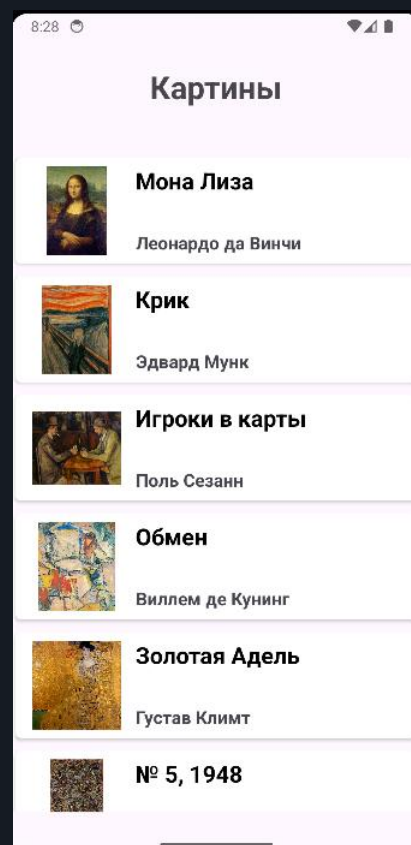 8:28
Картины
Мона Лиза
Леонардо да Винчи
Крик
Эдвард Мунк
Игроки в карты
Поль Сезанн
Обмен
Виллем де Кунинг
Золотая Адель
Густав Климт
№ 5, 1948